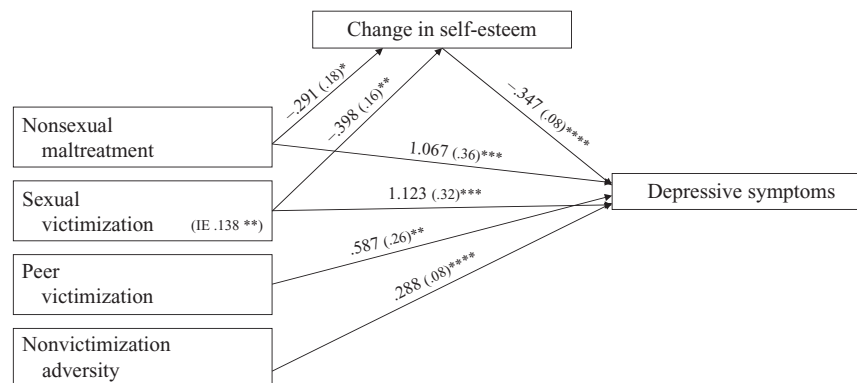 Change in self-esteem
–.291 (.18)*
–.398 (.16)**
–.347 (.08)****
Nonsexual
maltreatment
1.067 (.36)***
Sexual
victimization (IE .138 **)
1.123 (.32)***
Depressive symptoms
.587 (.26)**
Peer
victimization
.288 (.08)****
Nonvictimization
adversity